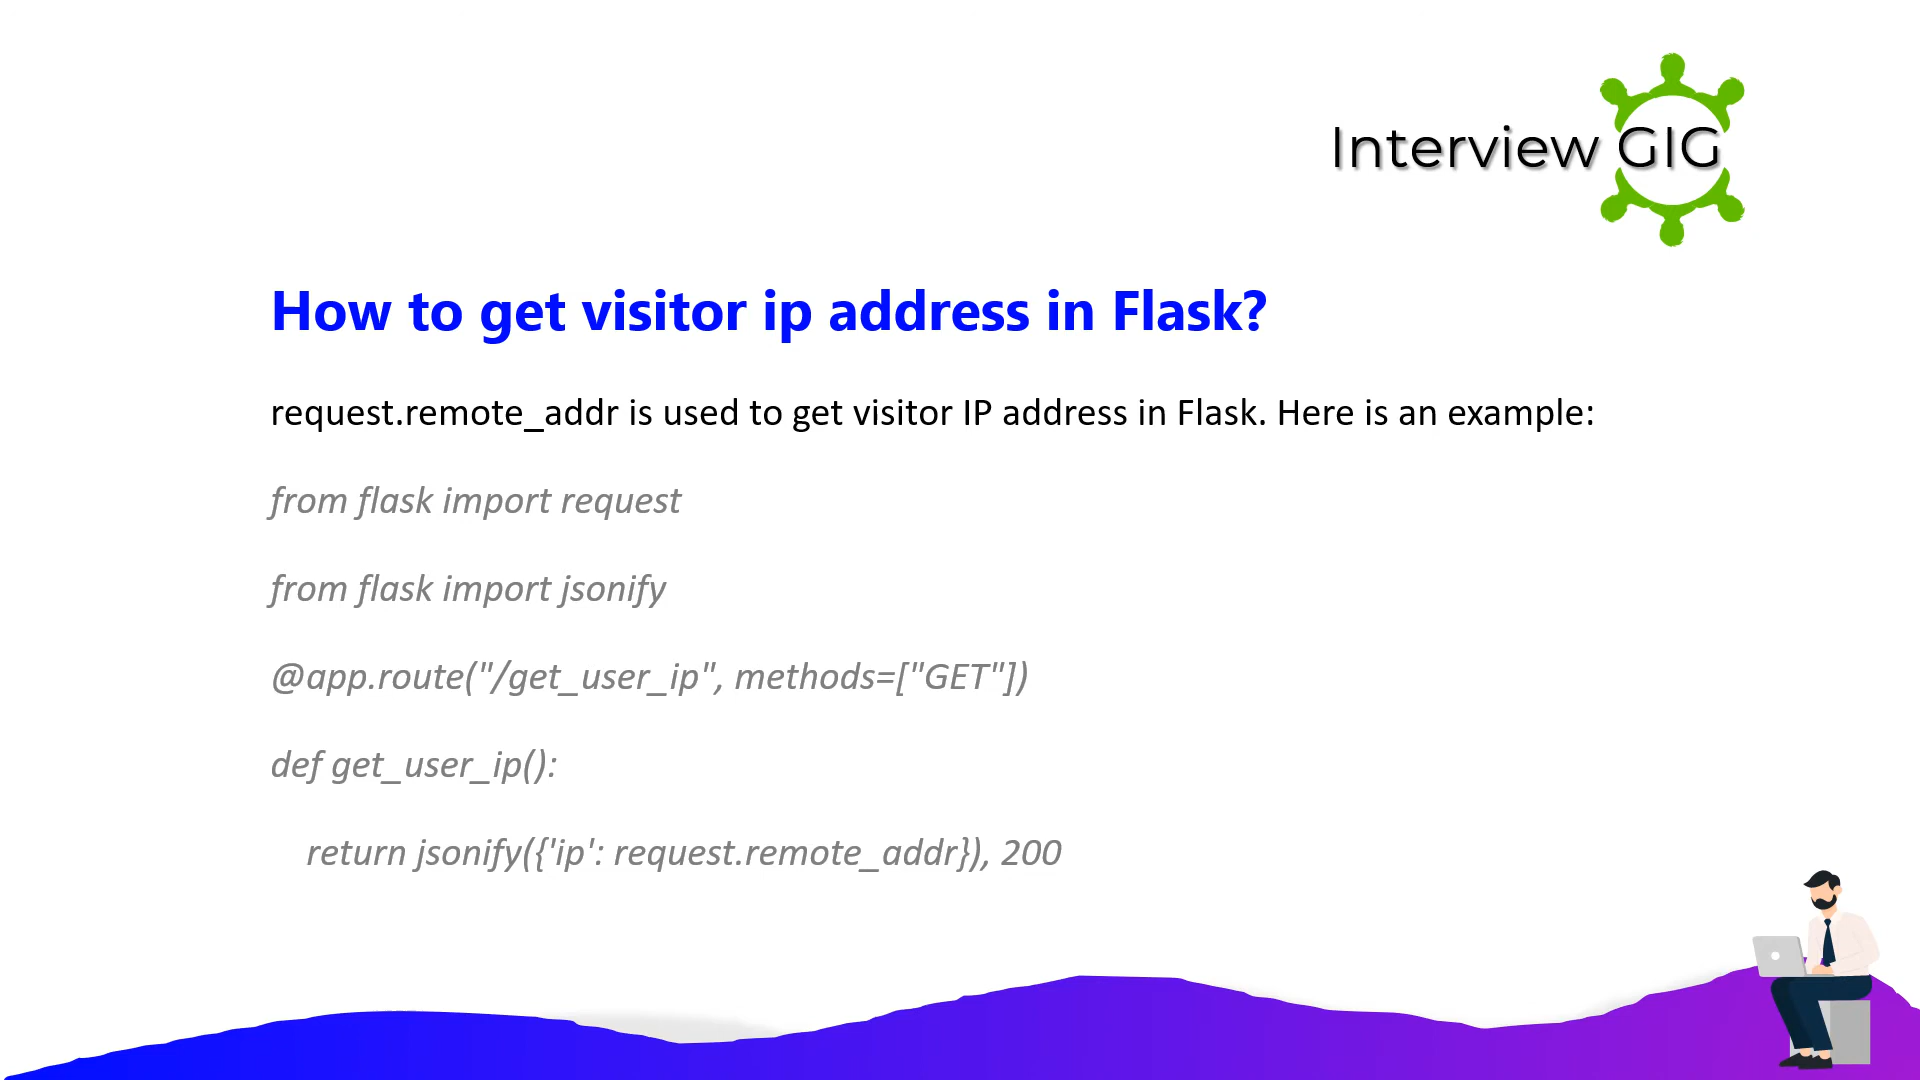 Interview GIG
How to get visitor ip address in Flask?
request.remote_addr is used to get visitor IP address in Flask. Here is an example:
from flask import request
from flask import jsonify
@app.route("/get_user_ip", methods=["GET"])
def get_user_ip():
    return jsonify({'ip': request.remote_addr}), 200